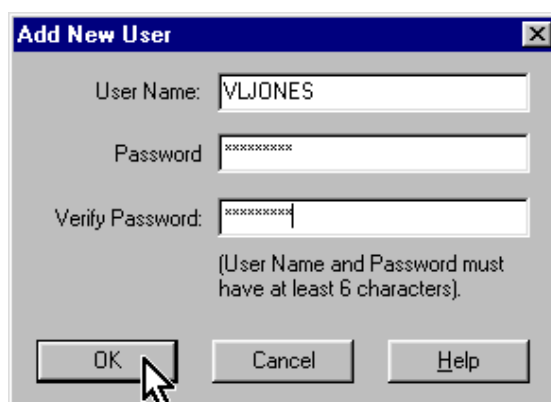 Add New User
User Name: VLJONES
Password *********
Verify Password: *********
(User Name and Password must
have at least 6 characters).
OK Cancel Help